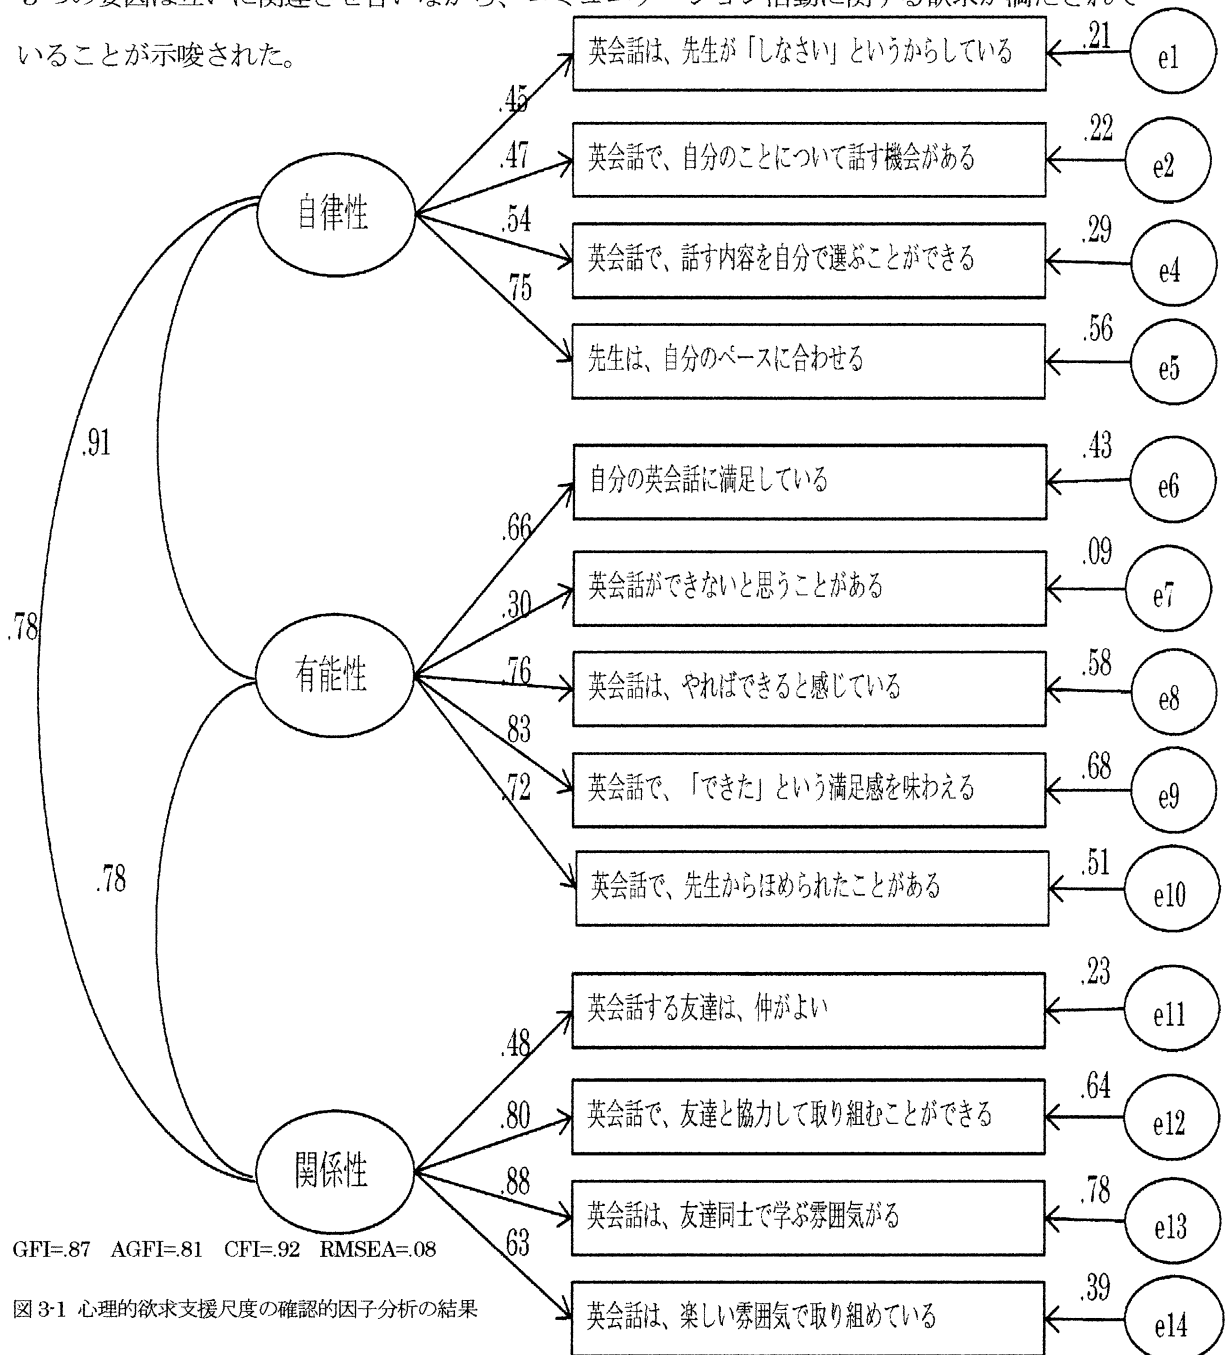 いることが示唆された。
英会話は、先生が「しなさい」というからしている
.21
e1
.45
英会話で、自分のことについて話す機会がある
.22
e2
.47
自律性
英会話で、話す内容を自分で選ぶことができる
.29
e4
.54
先生は、自分のペースに合わせる
.56
e5
75
.91
自分の英会話に満足している
.43
e6
.66
英会話ができないと思うことがある
.09
e7
.30
.78
有能性
英会話は、やればできると感じている
.58
e8
.76
英会話で、「できた」という満足感を味わえる
.68
e9
83
英会話で、先生からほめられたことがある
.51
e10
.72
.78
英会話する友達は、仲がよい
.23
e11
.48
英会話で、友達と協力して取り組むことができる
.64
e12
.80
関係性
英会話は、友達同士で学ぶ雰囲気がる
.78
e13
.88
英会話は、楽しい雰囲気で取り組めている
.39
e14
63
GFI=.87 AGFI=.81 CFI=.92 RMSEA=.08
図 3-1 心理的欲求支援尺度の確認的因子分析の結果